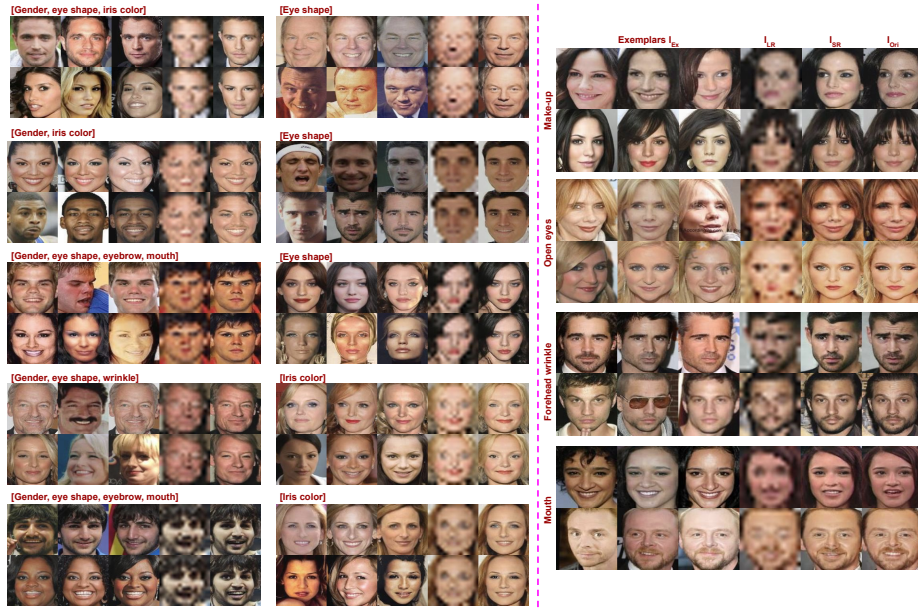 [Gender, eye shape, iris color]
[Gender, iris color]
[Gender, eye shape, eyebrow, mouth]
[Gender, eye shape, wrinkle]
[Gender, eye shape, eyebrow, mouth]
[Eye shape]
[Eye shape]
[Eye shape]
[Iris color]
[Iris color]
Exemplars I_Ex I_LR I_SR I_Ori
Make-up
Open eyes
Forehead wrinkle
Mouth